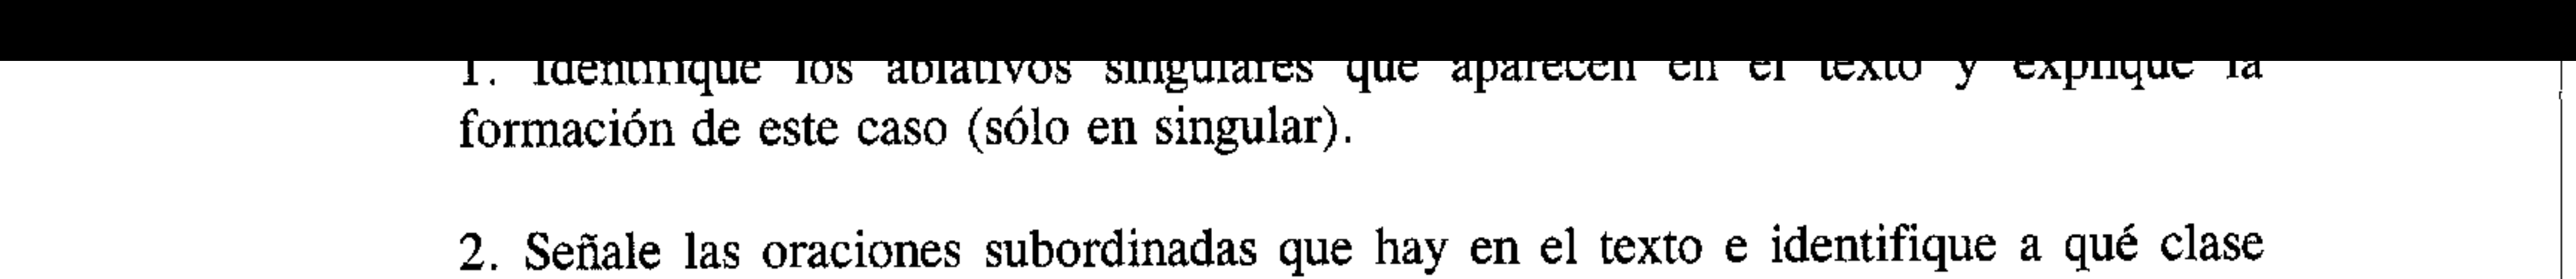 1. Identifique los ablativos singulares que aparecen en el texto y explique la
formación de este caso (sólo en singular).
2. Señale las oraciones subordinadas que hay en el texto e identifique a qué clase